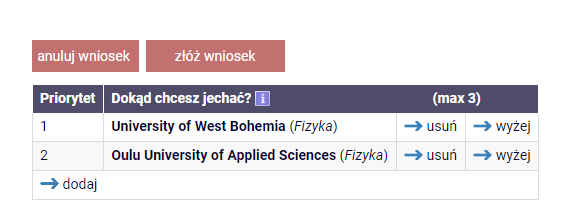 anuluj wniosek złóż wniosek
Priorytet Dokąd chcesz jechać? i (max 3)
1 University of West Bohemia (Fizyka) usuń wyżej
2 Oulu University of Applied Sciences (Fizyka) usuń wyżej
dodaj